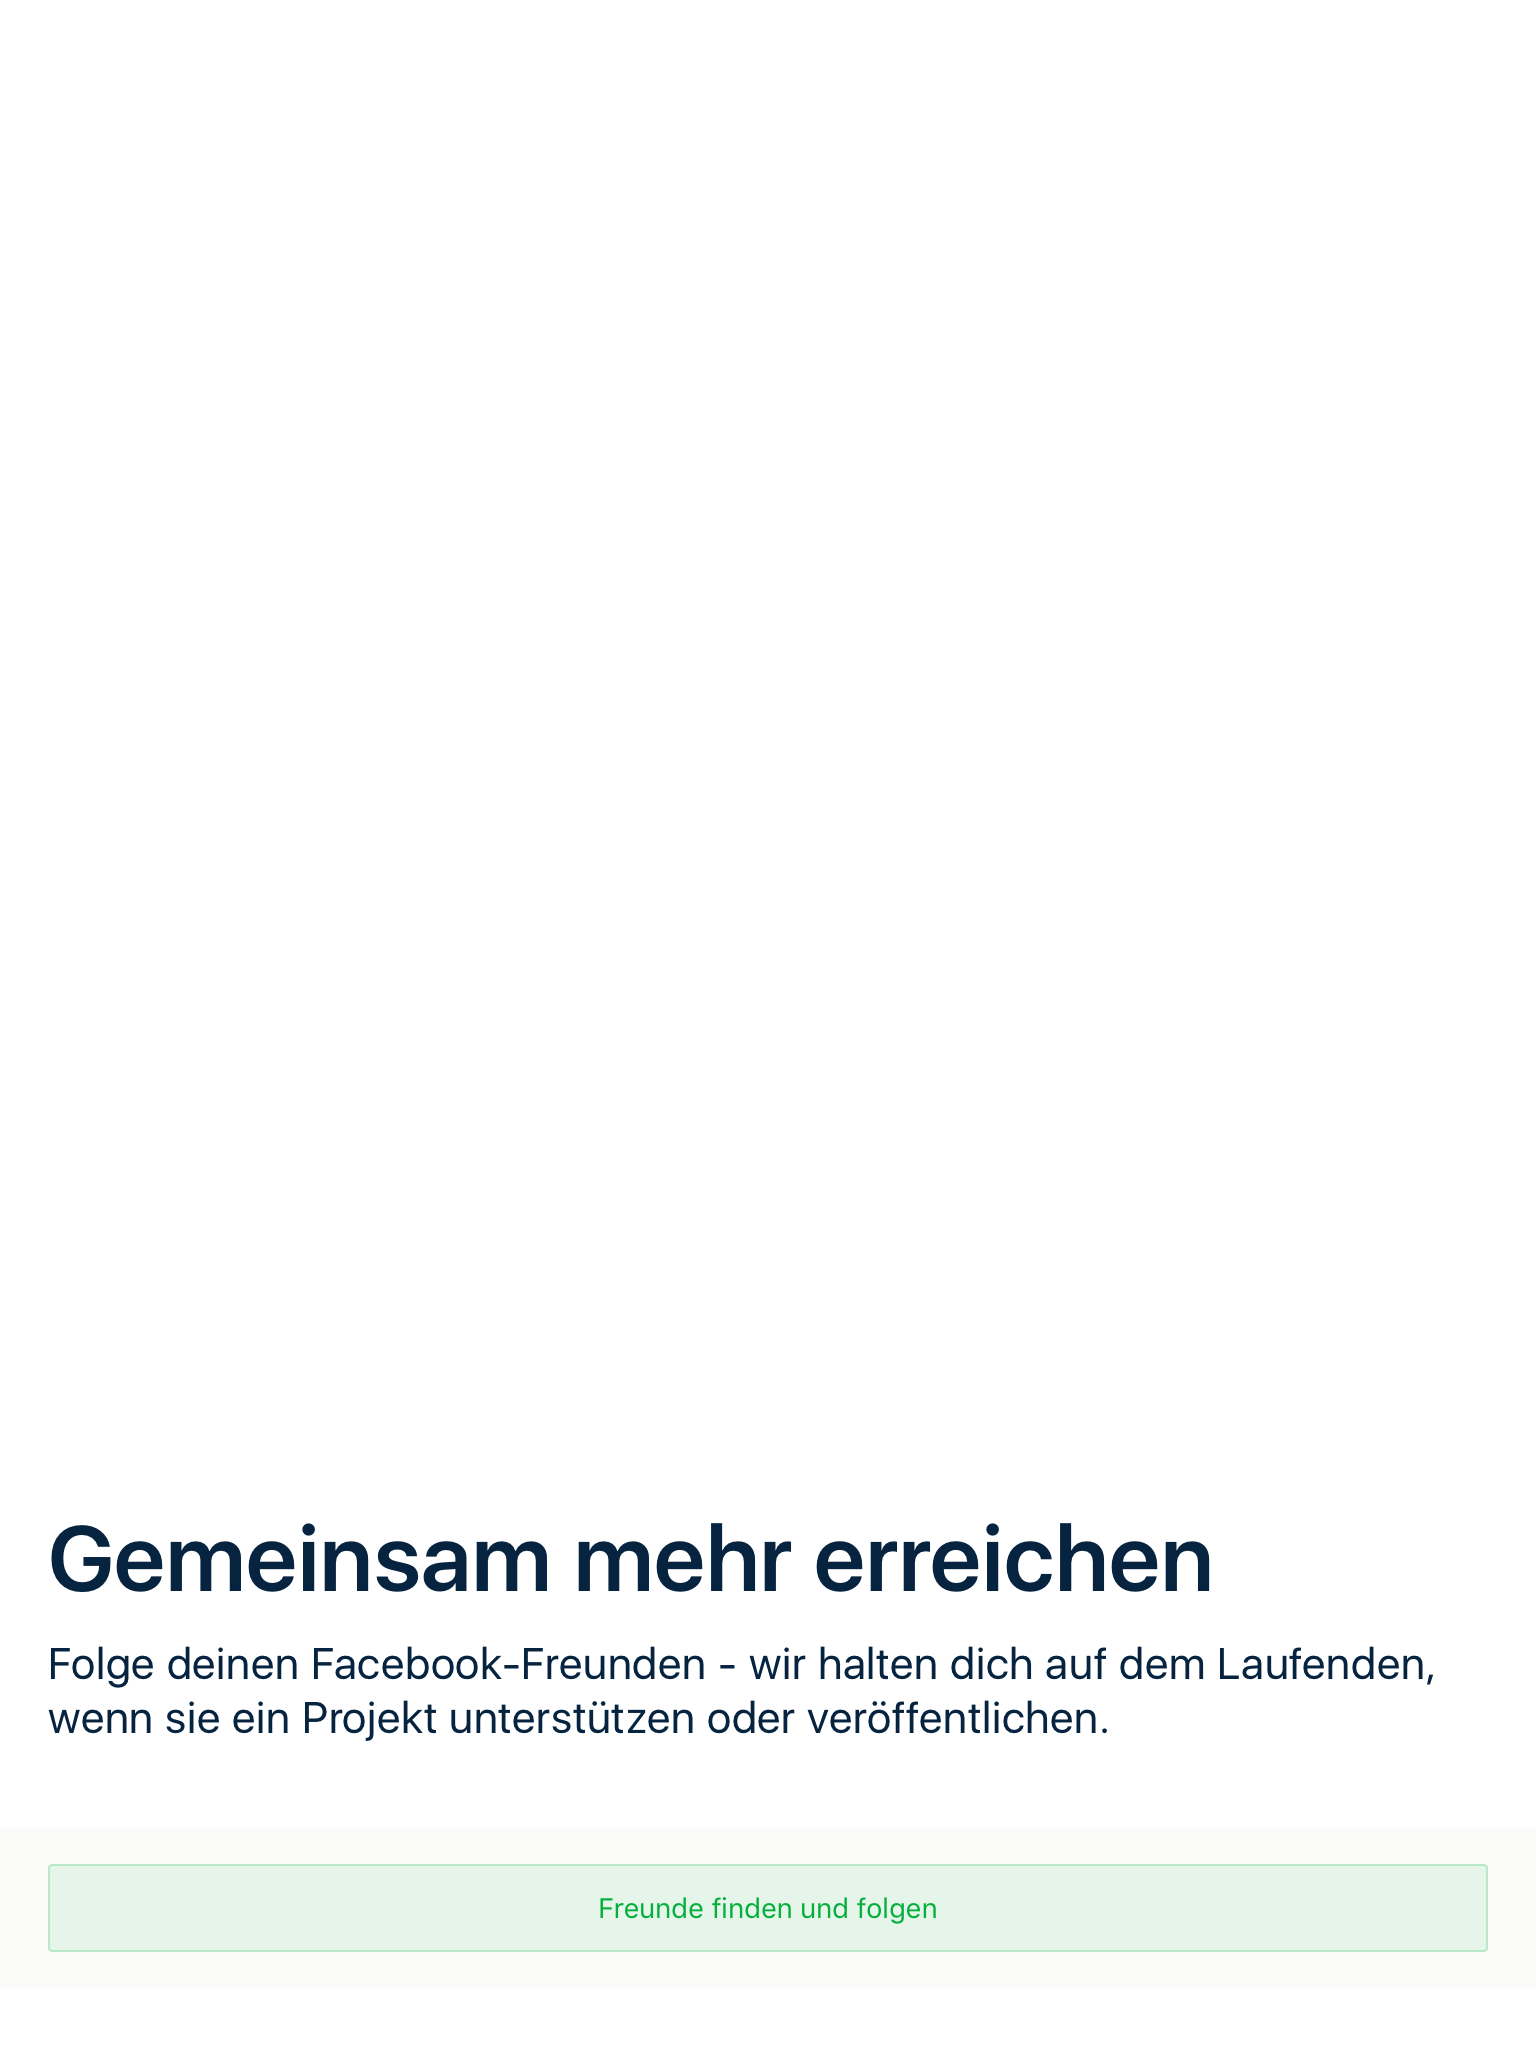 Gemeinsam mehr erreichen
Folge deinen Facebook-Freunden - wir halten dich auf dem Laufenden,
wenn sie ein Projekt unterstützen oder veröffentlichen.
Freunde finden und folgen